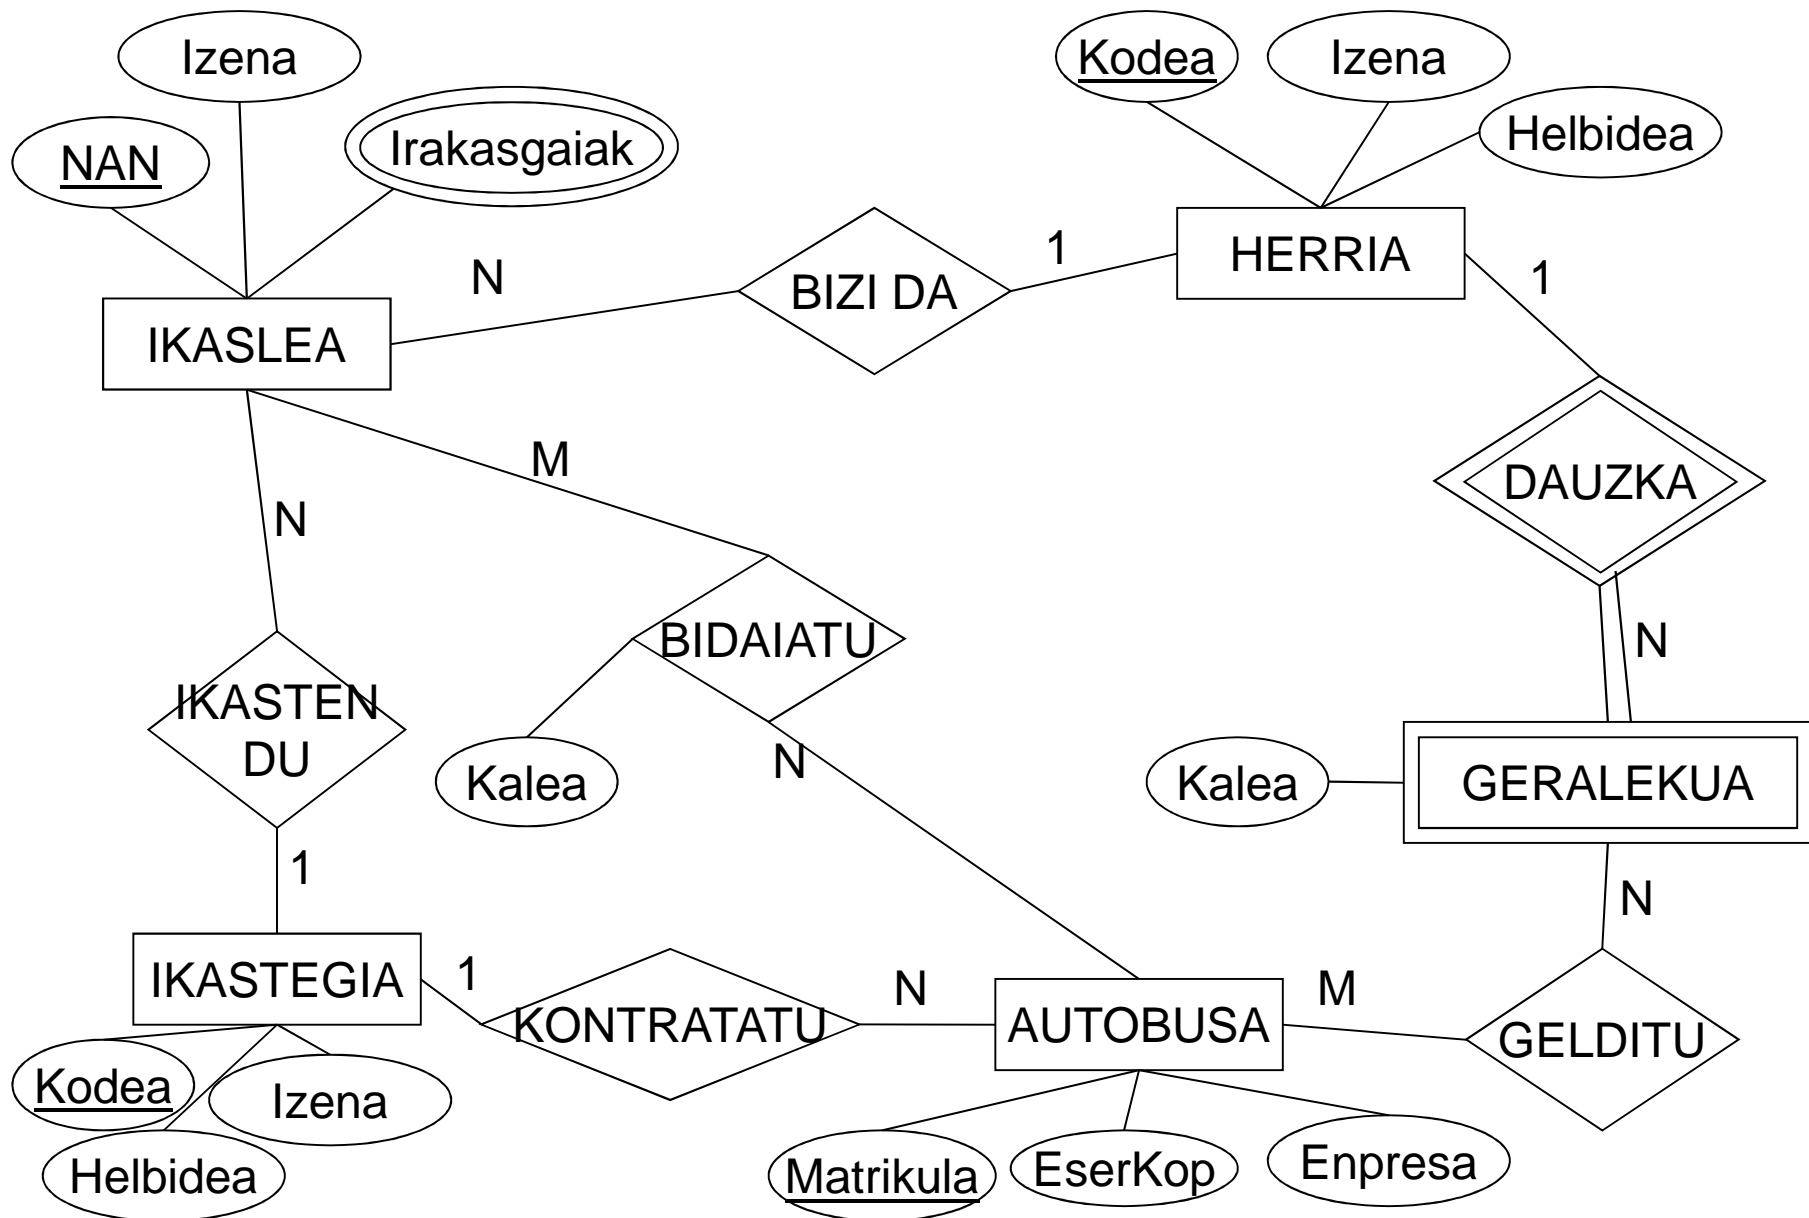 Izena
Kodea
Izena
NAN
Irakasgaiak
Helbidea
N
BIZI DA
1
HERRIA
1
IKASLEA
M
DAUZKA
N
BIDAIATU
N
IKASTEN
DU
N
Kalea
Kalea
GERALEKUA
1
N
IKASTEGIA
1
KONTRATATU
N
AUTOBUSA
M
GELDITU
Kodea
Izena
Helbidea
Matrikula
EserKop
Enpresa